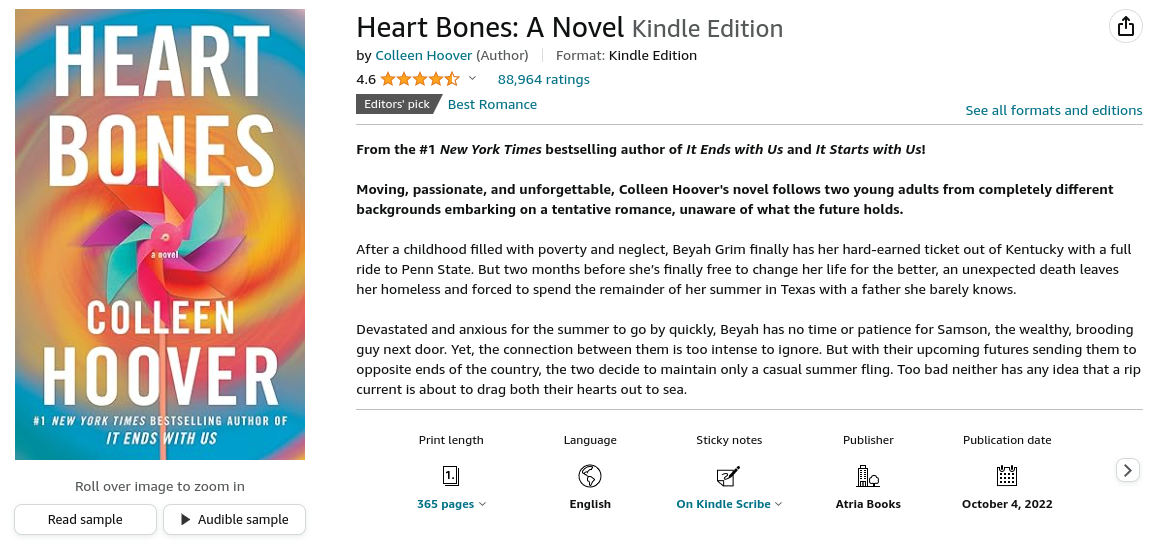 HEART
BONES
a novel
COLLEEN
HOOVER
#1 NEW YORK TIMES BESTSELLING AUTHOR OF
IT ENDS WITH US
Roll over image to zoom in
Read sample
Audible sample
Heart Bones: A Novel Kindle Edition
by Colleen Hoover (Author) Format: Kindle Edition
4.6 88,964 ratings
Editors' pick Best Romance
See all formats and editions
From the #1 New York Times bestselling author of It Ends with Us and It Starts with Us!
Moving, passionate, and unforgettable, Colleen Hoover's novel follows two young adults from completely different
backgrounds embarking on a tentative romance, unaware of what the future holds.
After a childhood filled with poverty and neglect, Beyah Grim finally has her hard-earned ticket out of Kentucky with a full
ride to Penn State. But two months before she’s finally free to change her life for the better, an unexpected death leaves
her homeless and forced to spend the remainder of her summer in Texas with a father she barely knows.
Devastated and anxious for the summer to go by quickly, Beyah has no time or patience for Samson, the wealthy, brooding
guy next door. Yet, the connection between them is too intense to ignore. But with their upcoming futures sending them to
opposite ends of the country, the two decide to maintain only a casual summer fling. Too bad neither has any idea that a rip
current is about to drag both their hearts out to sea.
Print length Language Sticky notes Publisher Publication date
1.
365 pages English On Kindle Scribe Atria Books October 4, 2022